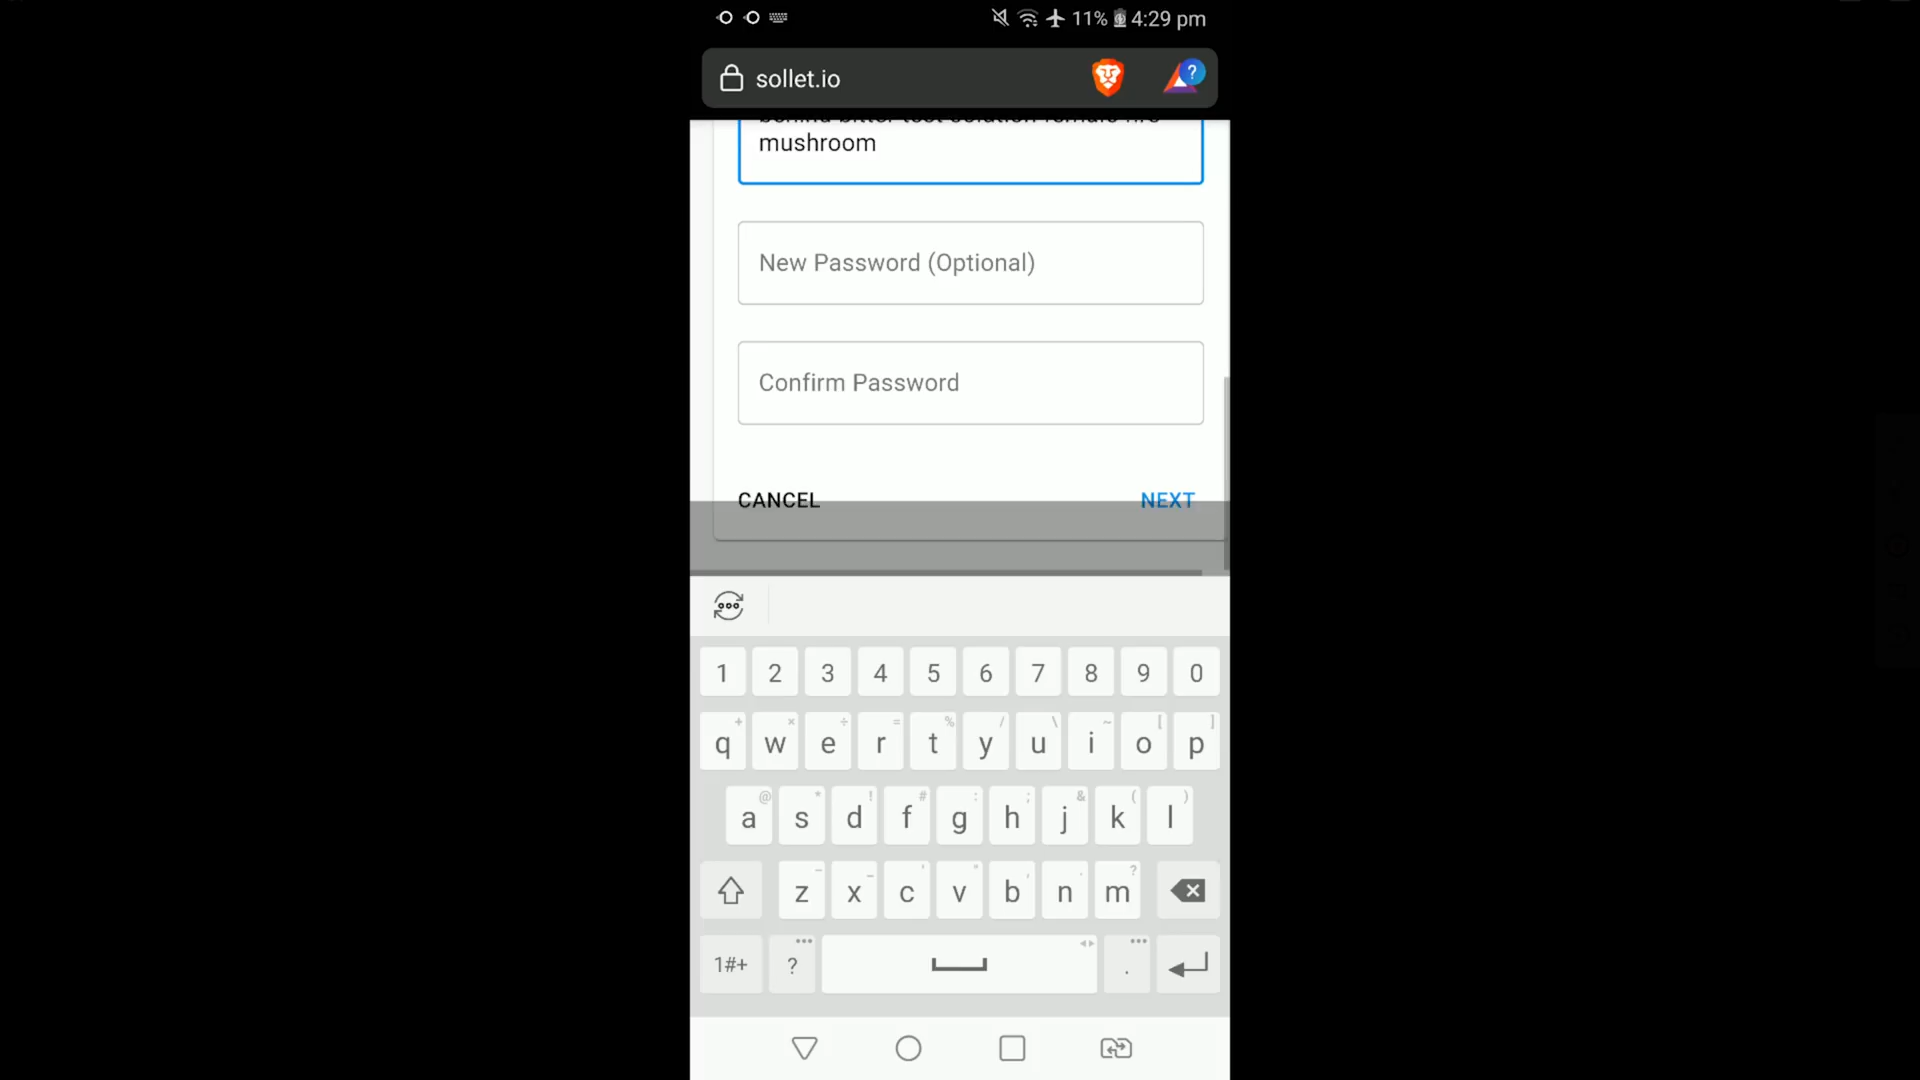 11% 4:29 pm
sollet.io
mushroom
New Password (Optional)
Confirm Password
CANCEL NEXT
1 2 3 4 5 6 7 8 9 0
q w e r t y u i o p
a s d f g h j k l
z x c v b n m
1#+ ? .